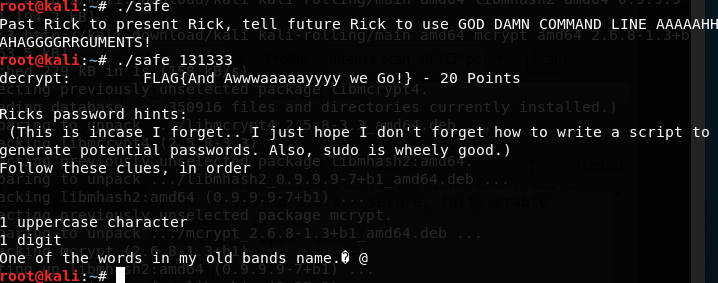 root@kali:~# ./safe
Past Rick to present Rick, tell future Rick to use GOD DAMN COMMAND LINE AAAAAHH
AHAGGGGRRGUMENTS!
root@kali:~# ./safe 131333
decrypt: FLAG{And Awwwaaaaayyyy we Go!} - 20 Points
Ricks password hints:
(This is incase I forget.. I just hope I don't forget how to write a script to
generate potential passwords. Also, sudo is wheely good.)
Follow these clues, in order
1 uppercase character
1 digit
One of the words in my old bands name.� @
root@kali:~#